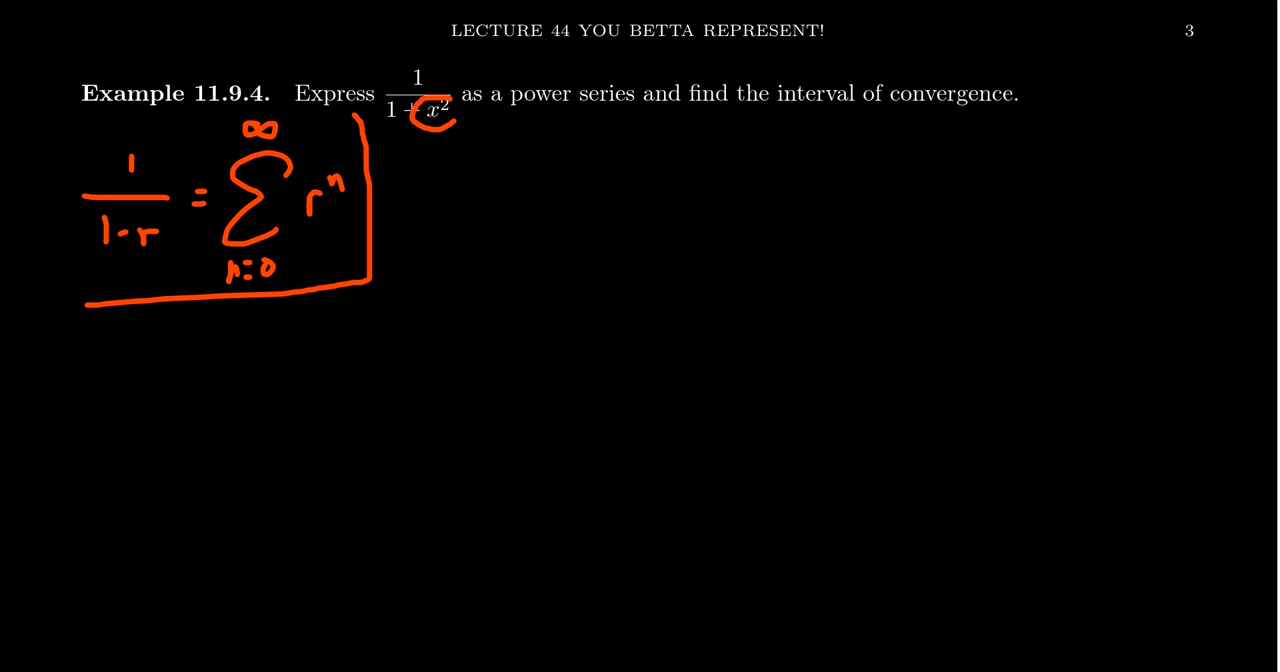 LECTURE 44 YOU BETTA REPRESENT! 3
Example 11.9.4. Express 1/(1 + x²) as a power series and find the interval of convergence.
1/(1-r) = ∑_{n=0}^{∞} rⁿ